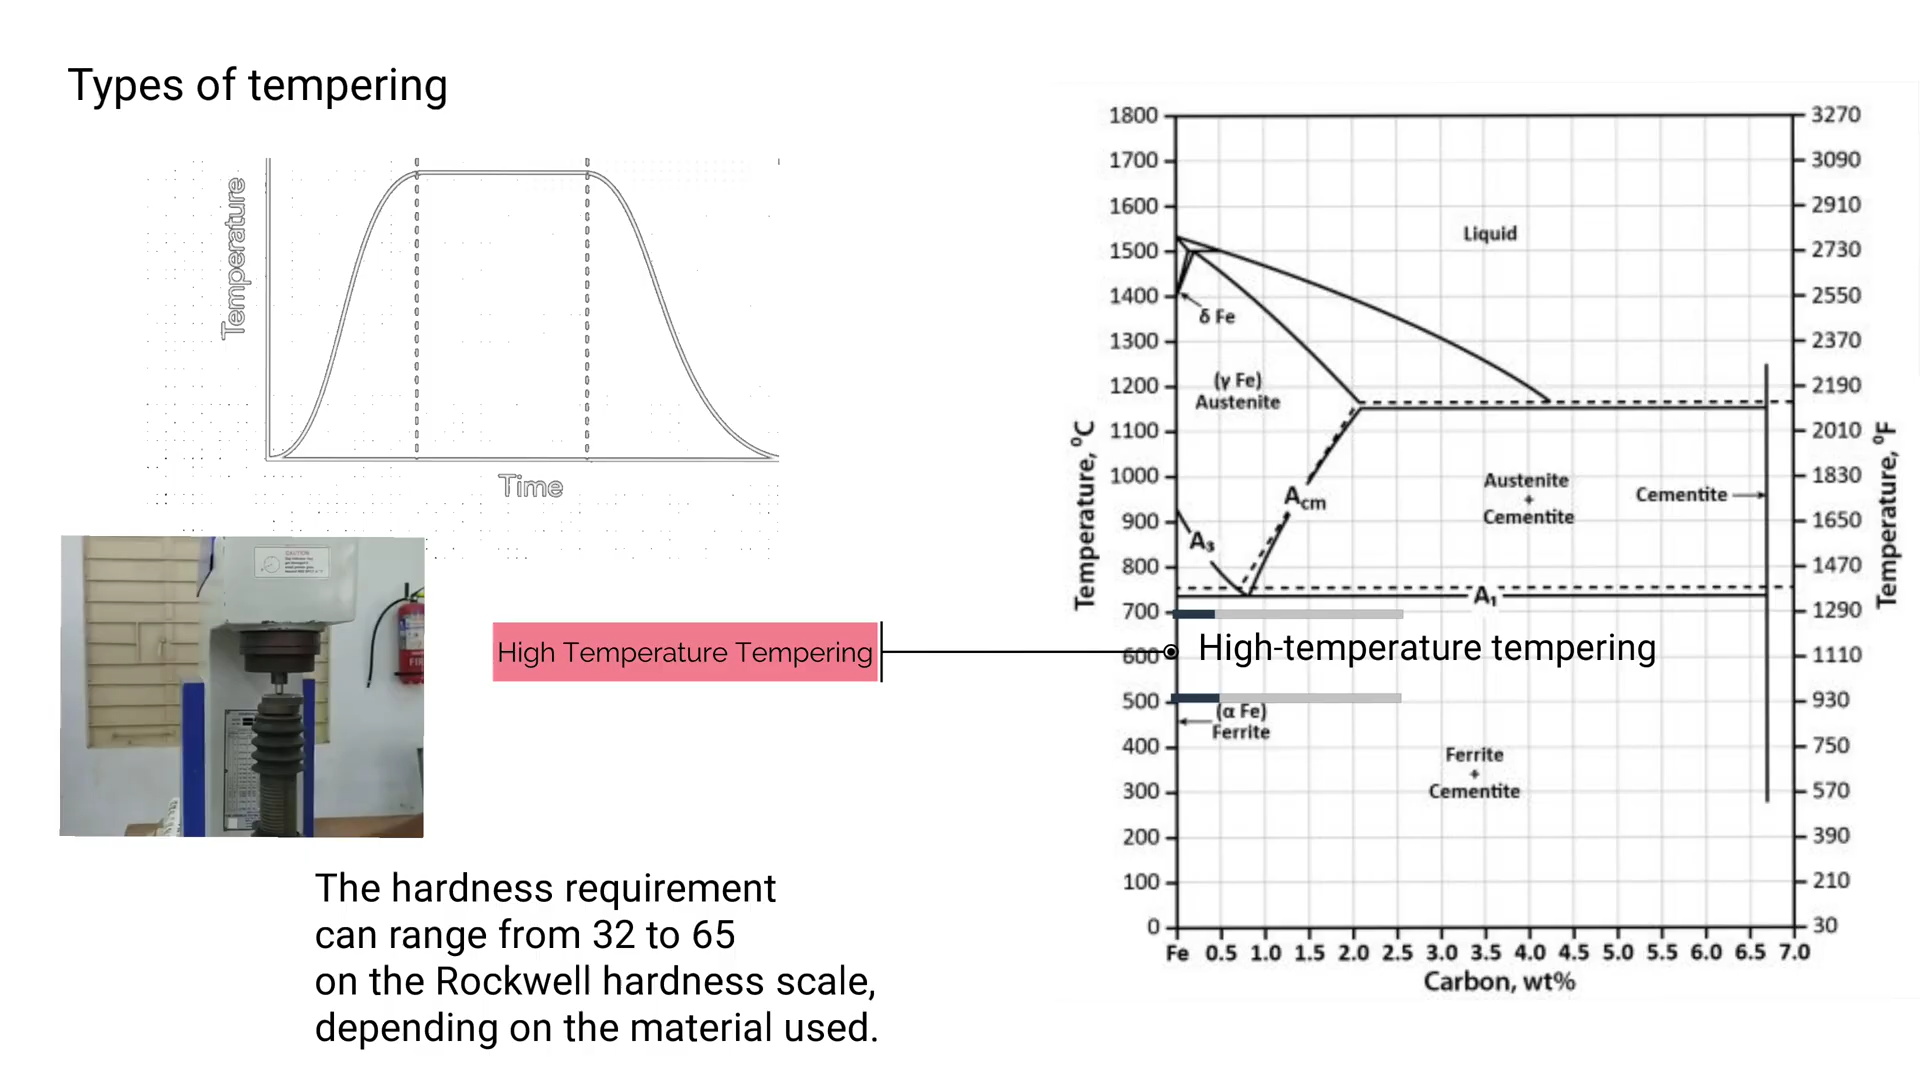 Types of tempering
Temperature
Time
CAUTION
FIRE
High Temperature Tempering
The hardness requirement
can range from 32 to 65
on the Rockwell hardness scale,
depending on the material used.
Temperature, ⁰C
1800
1700
1600
1500
1400
1300
1200
1100
1000
900
800
700
600
500
400
300
200
100
0
Liquid
δ Fe
(γ Fe)
Austenite
Acm
A₃
Austenite
+
Cementite
Cementite
A₁
High-temperature tempering
(α Fe)
Ferrite
Ferrite
+
Cementite
3270
3090
2910
2730
2550
2370
2190
2010
1830
1650
1470
1290
1110
930
750
570
390
210
30
Temperature, ⁰F
Fe 0.5 1.0 1.5 2.0 2.5 3.0 3.5 4.0 4.5 5.0 5.5 6.0 6.5 7.0
Carbon, wt%